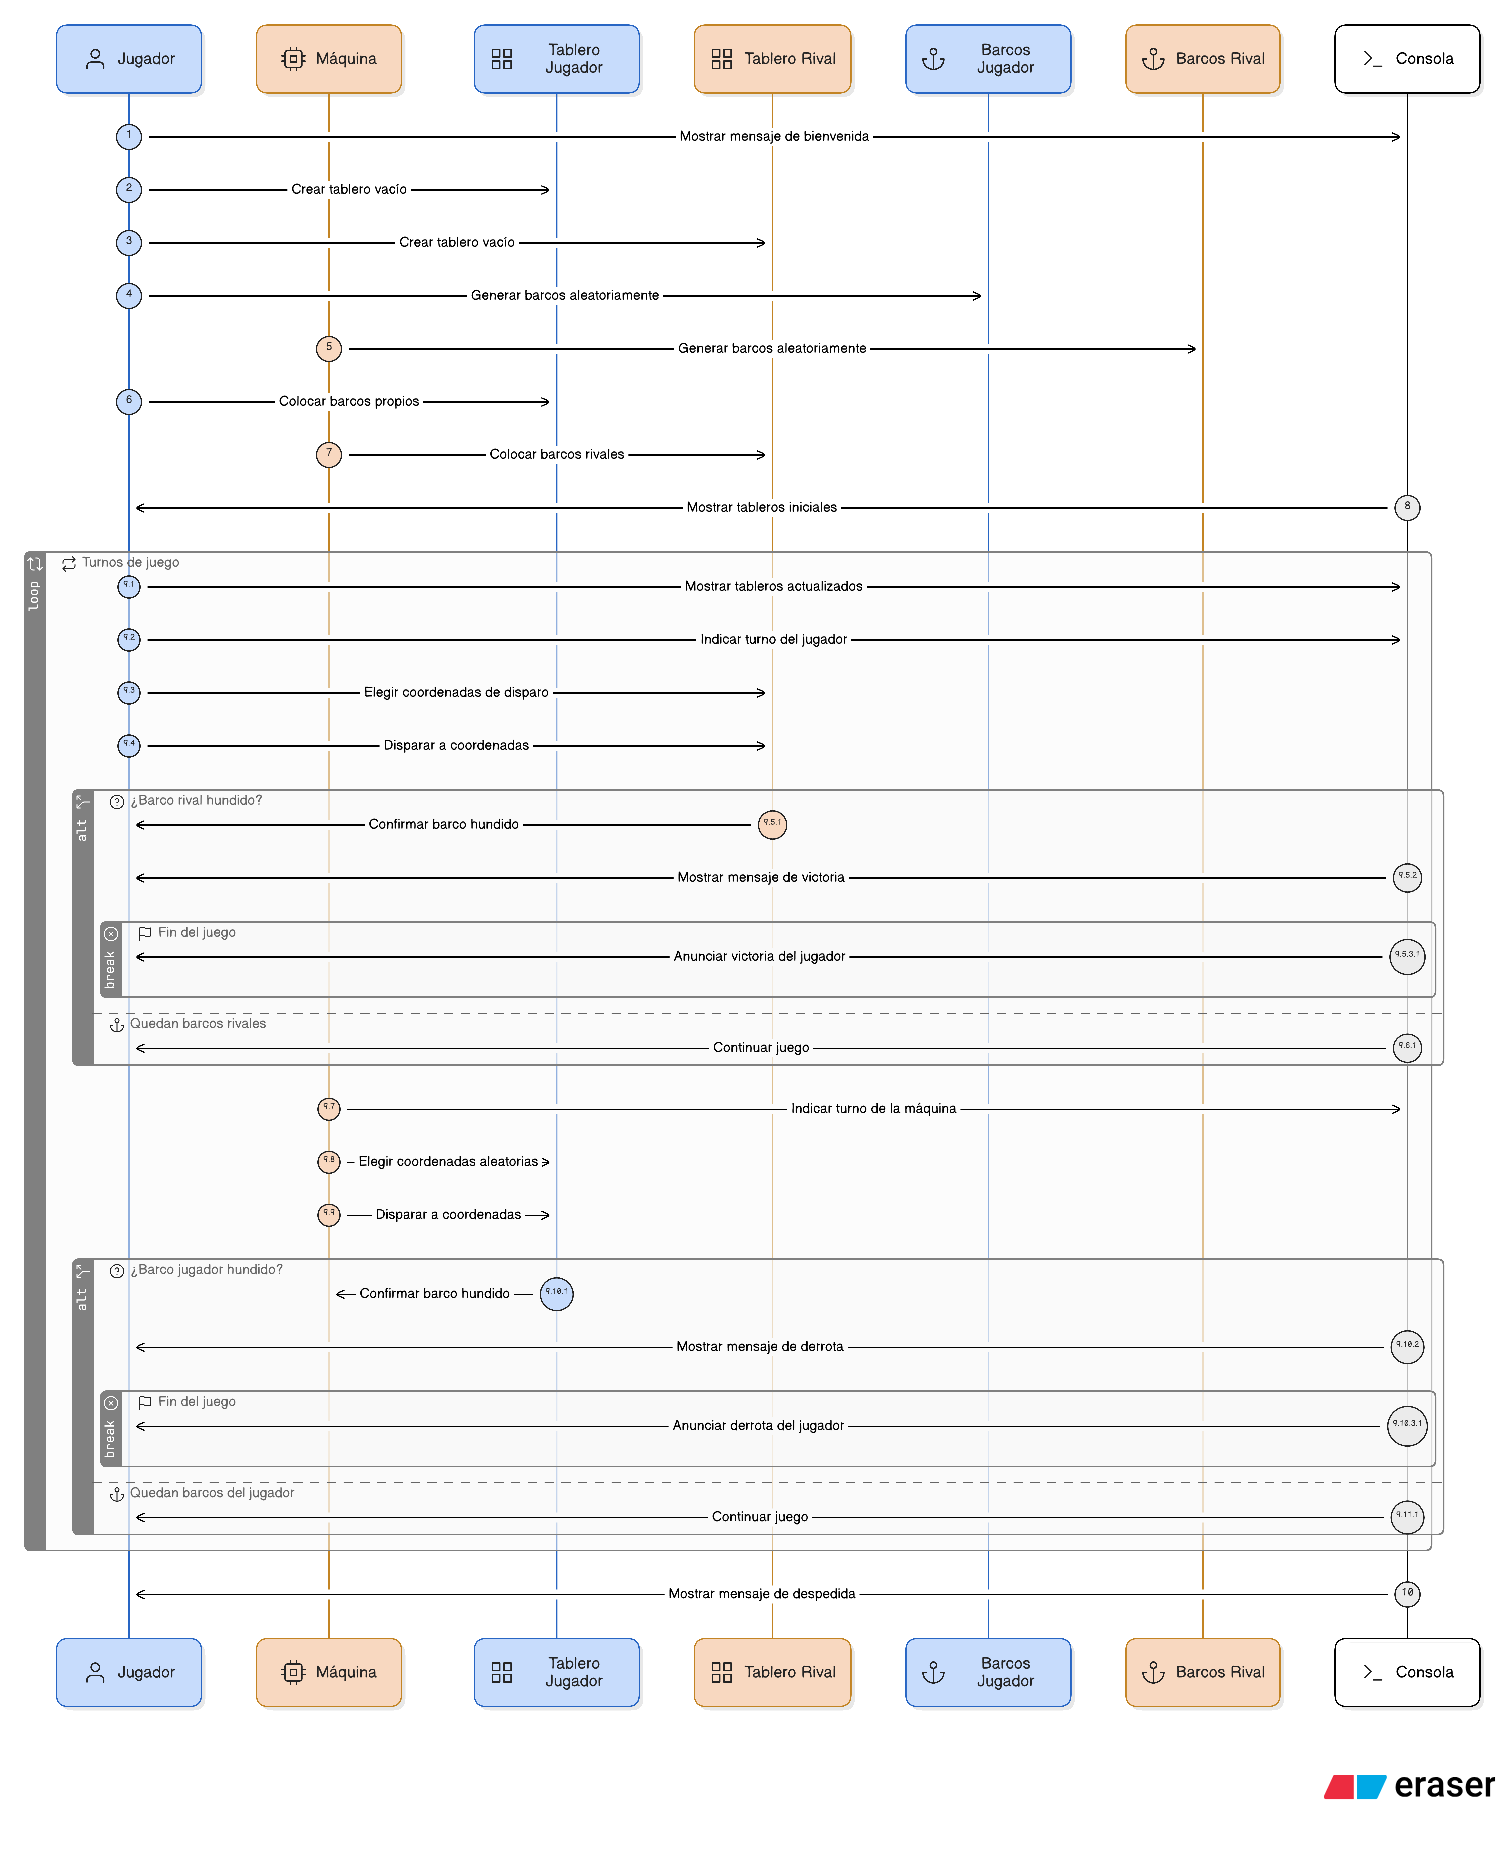 Jugador
Máquina
Tablero
Jugador
Tablero Rival
Barcos
Jugador
Barcos Rival
Consola
1
Mostrar mensaje de bienvenida
2
Crear tablero vacío
3
Crear tablero vacío
4
Generar barcos aleatoriamente
5
Generar barcos aleatoriamente
6
Colocar barcos propios
7
Colocar barcos rivales
Mostrar tableros iniciales
8
loop
Turnos de juego
9.1
Mostrar tableros actualizados
9.2
Indicar turno del jugador
9.3
Elegir coordenadas de disparo
9.4
Disparar a coordenadas
alt
¿Barco rival hundido?
Confirmar barco hundido
9.5.1
Mostrar mensaje de victoria
9.5.2
break
Fin del juego
Anunciar victoria del jugador
9.5.3.1
Quedan barcos rivales
Continuar juego
9.6.1
9.7
Indicar turno de la máquina
9.8
Elegir coordenadas aleatorias
9.9
Disparar a coordenadas
alt
¿Barco jugador hundido?
Confirmar barco hundido
9.10.1
Mostrar mensaje de derrota
9.10.2
break
Fin del juego
Anunciar derrota del jugador
9.10.3.1
Quedan barcos del jugador
Continuar juego
9.11.1
Mostrar mensaje de despedida
10
Jugador
Máquina
Tablero
Jugador
Tablero Rival
Barcos
Jugador
Barcos Rival
Consola
eraser